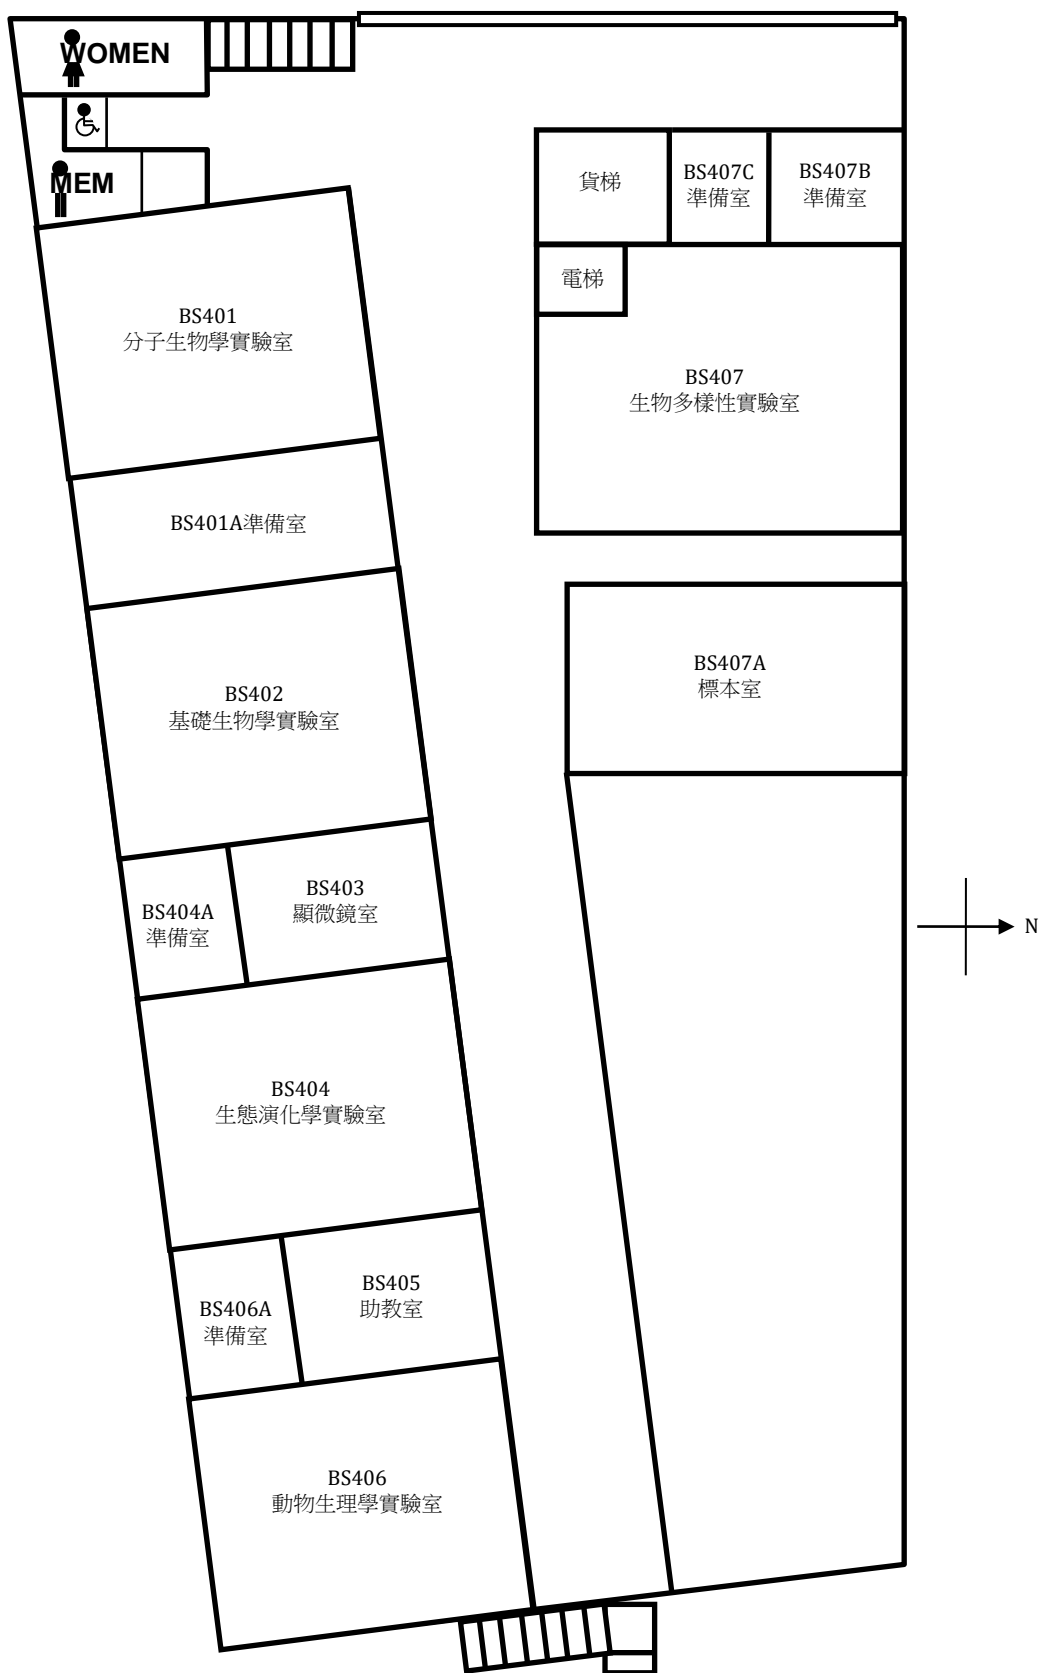 WOMEN
MEM
貨梯
BS407C
準備室
BS407B
準備室
電梯
BS401
分子生物學實驗室
BS407
生物多樣性實驗室
BS401A準備室
BS407A
標本室
BS402
基礎生物學實驗室
BS404A
準備室
BS403
顯微鏡室
N
BS404
生態演化學實驗室
BS406A
準備室
BS405
助教室
BS406
動物生理學實驗室